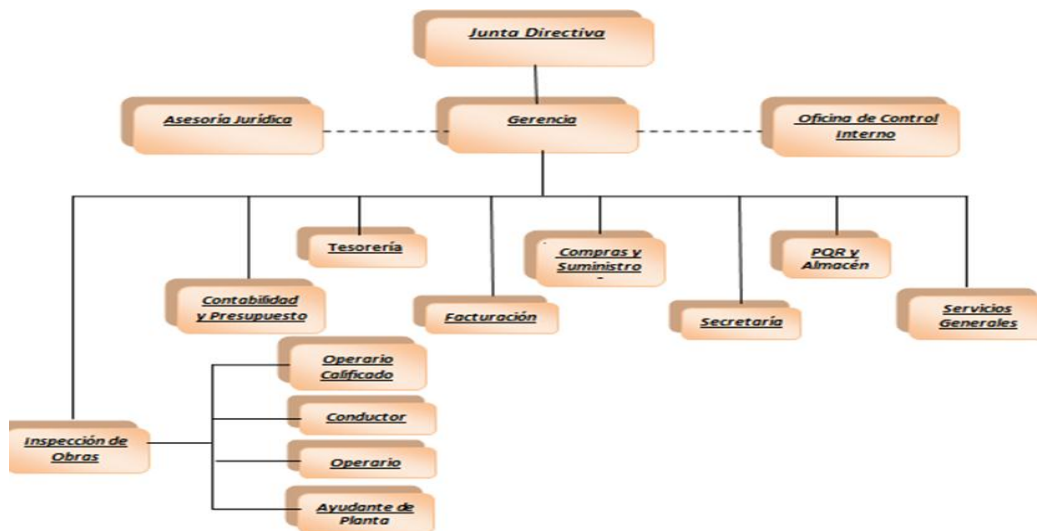 Junta Directiva
Asesoría Jurídica
Gerencia
Oficina de Control
Interno
Tesorería
Compras y
Suministro
PQR y
Almacén
Contabilidad
y Presupuesto
Facturación
Secretaría
Servicios
Generales
Operario
Calificado
Conductor
Inspección de
Obras
Operario
Ayudante de
Planta